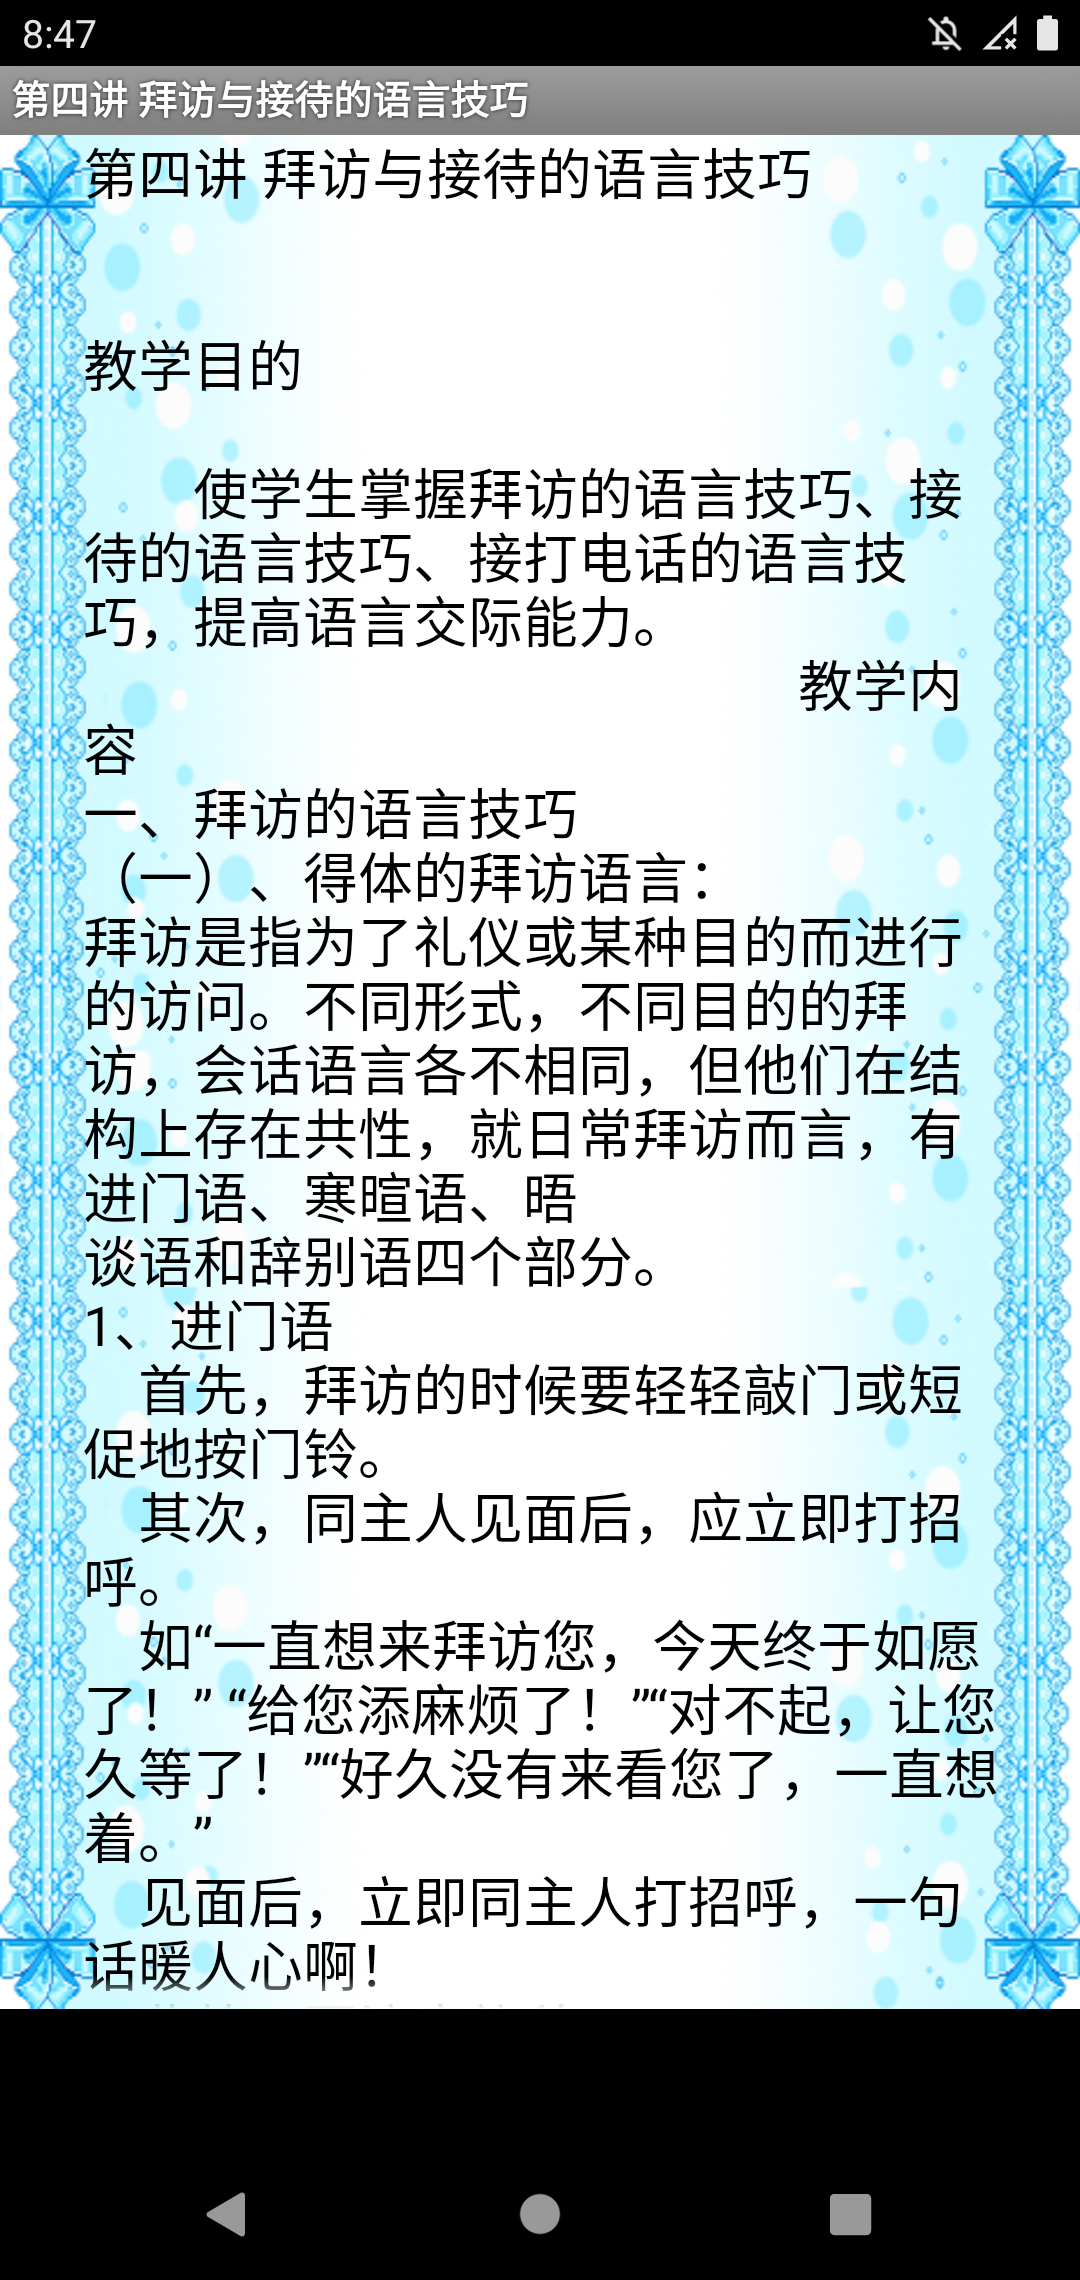 8:47
第四讲 拜访与接待的语言技巧
第四讲 拜访与接待的语言技巧
教学目的
使学生掌握拜访的语言技巧、接
待的语言技巧、接打电话的语言技
巧，提高语言交际能力。
教学内
容
一、拜访的语言技巧
（一）、得体的拜访语言：
拜访是指为了礼仪或某种目的而进行
的访问。不同形式，不同目的的拜
访，会话语言各不相同，但他们在结
构上存在共性，就日常拜访而言，有
进门语、寒暄语、晤
谈语和辞别语四个部分。
1、进门语
首先，拜访的时候要轻轻敲门或短
促地按门铃。
其次，同主人见面后，应立即打招
呼。
如“一直想来拜访您，今天终于如愿
了！” “给您添麻烦了！”“对不起，让您
久等了！”“好久没有来看您了，一直想
着。”
见面后，立即同主人打招呼，一句
话暖人心啊！